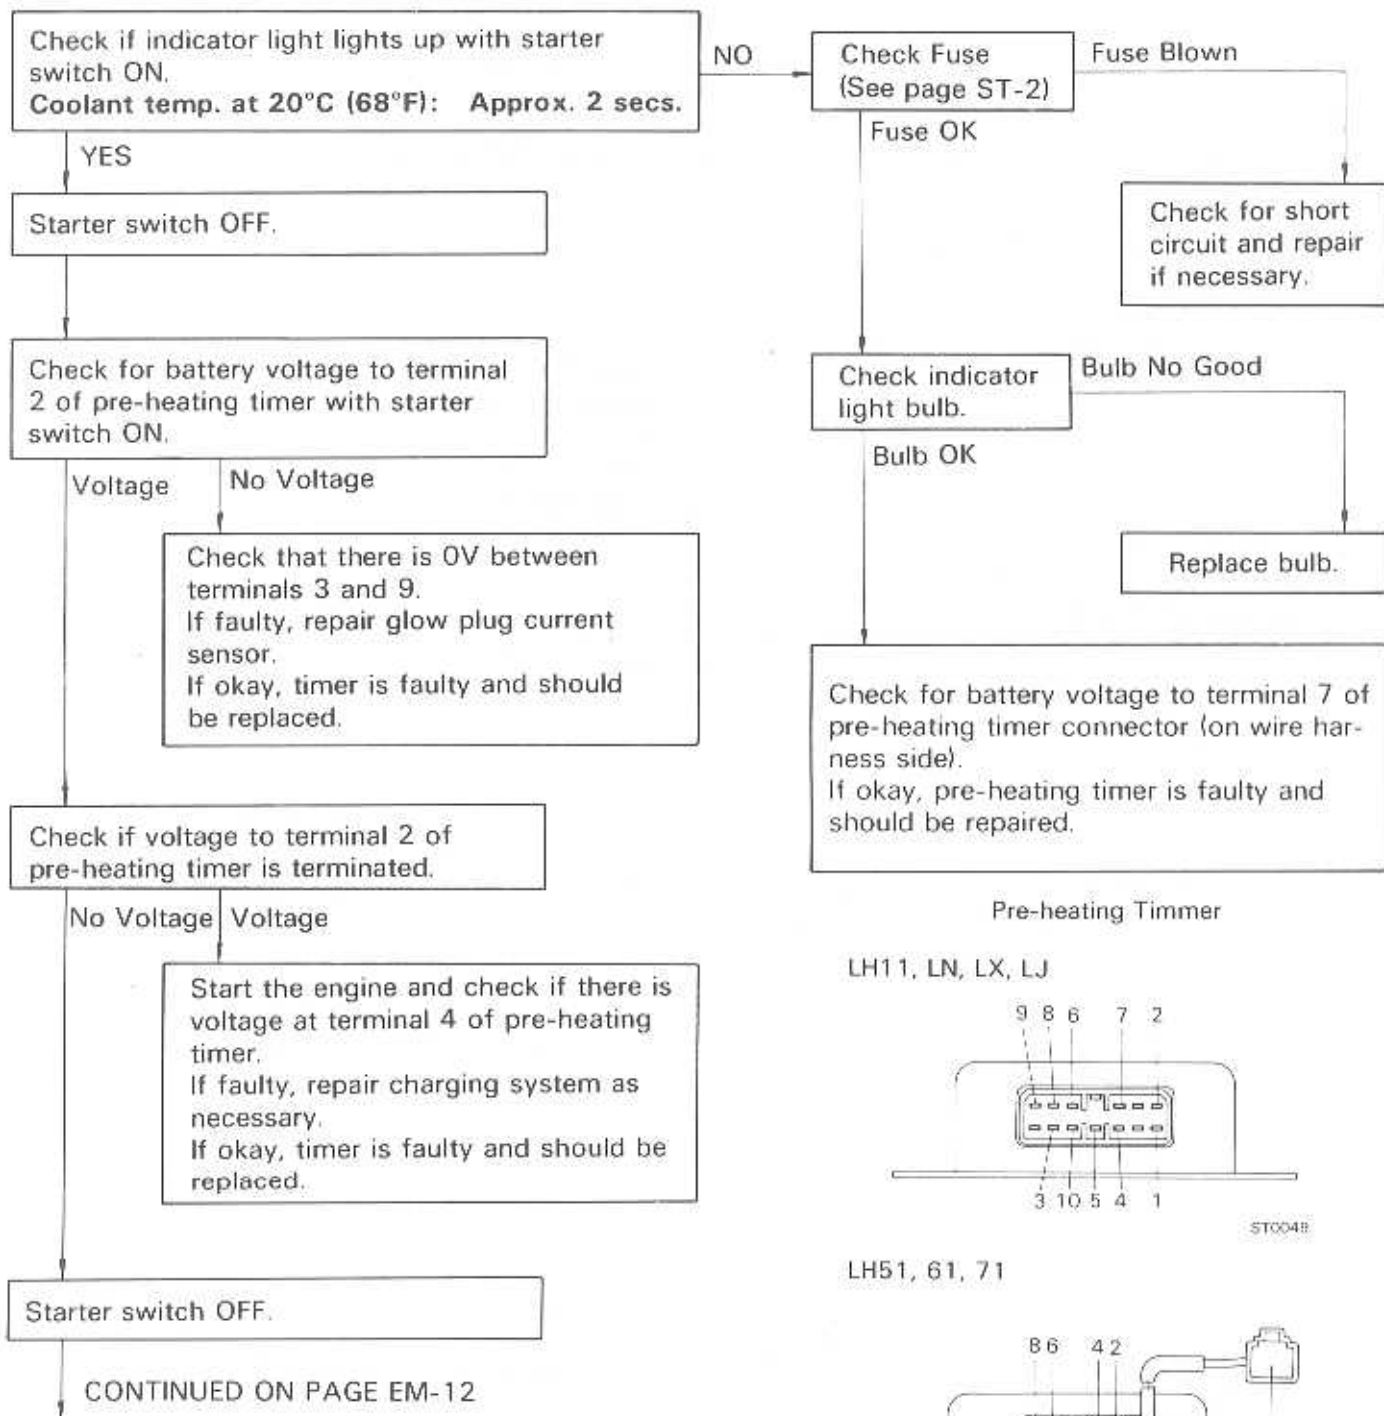 Check if indicator light lights up with starter
switch ON.
Coolant temp. at 20°C (68°F): Approx. 2 secs.
NO
Check Fuse
(See page ST-2)
Fuse Blown
Fuse OK
Check for short
circuit and repair
if necessary.
YES
Starter switch OFF.
Check for battery voltage to terminal
2 of pre-heating timer with starter
switch ON.
Check indicator
light bulb.
Bulb No Good
Bulb OK
Replace bulb.
Voltage
No Voltage
Check that there is 0V between
terminals 3 and 9.
If faulty, repair glow plug current
sensor.
If okay, timer is faulty and should
be replaced.
Check for battery voltage to terminal 7 of
pre-heating timer connector (on wire har-
ness side).
If okay, pre-heating timer is faulty and
should be repaired.
Check if voltage to terminal 2 of
pre-heating timer is terminated.
No Voltage
Voltage
Start the engine and check if there is
voltage at terminal 4 of pre-heating
timer.
If faulty, repair charging system as
necessary.
If okay, timer is faulty and should be
replaced.
Starter switch OFF.
CONTINUED ON PAGE EM-12
Pre-heating Timmer
LH11, LN, LX, LJ
9 8 6 7 2
3 10 5 4 1
ST0049
LH51, 61, 71
8 6 4 2